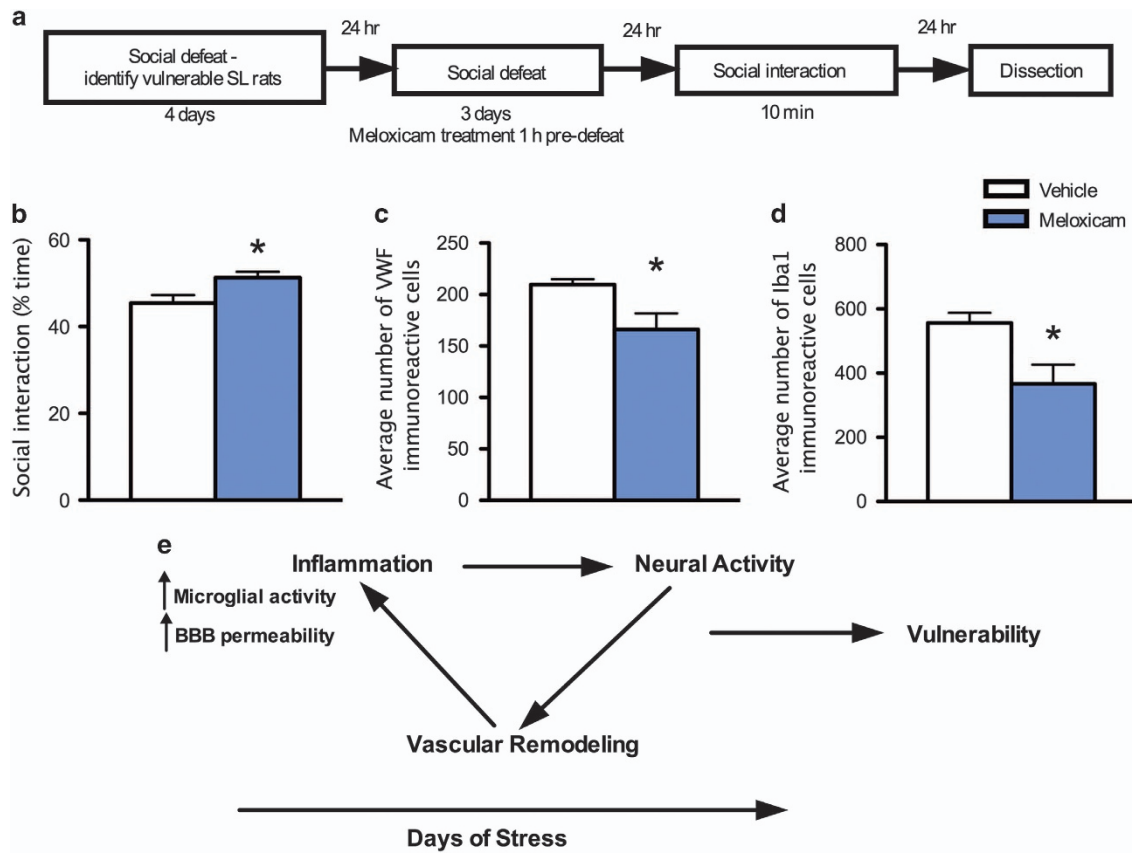 a
24 hr
24 hr
24 hr
Social defeat -
identify vulnerable SL rats
Social defeat
Social interaction
Dissection
4 days
3 days
Meloxicam treatment 1 h pre-defeat
10 min
Vehicle
Meloxicam
b
Social interaction (% time)
60
40
20
0
*
c
Average number of VWF
immunoreactive cells
250
200
150
100
50
0
*
d
Average number of Iba1
immunoreactive cells
800
600
400
200
0
*
e
Inflammation
Neural Activity
Microglial activity
BBB permeability
Vulnerability
Vascular Remodeling
Days of Stress